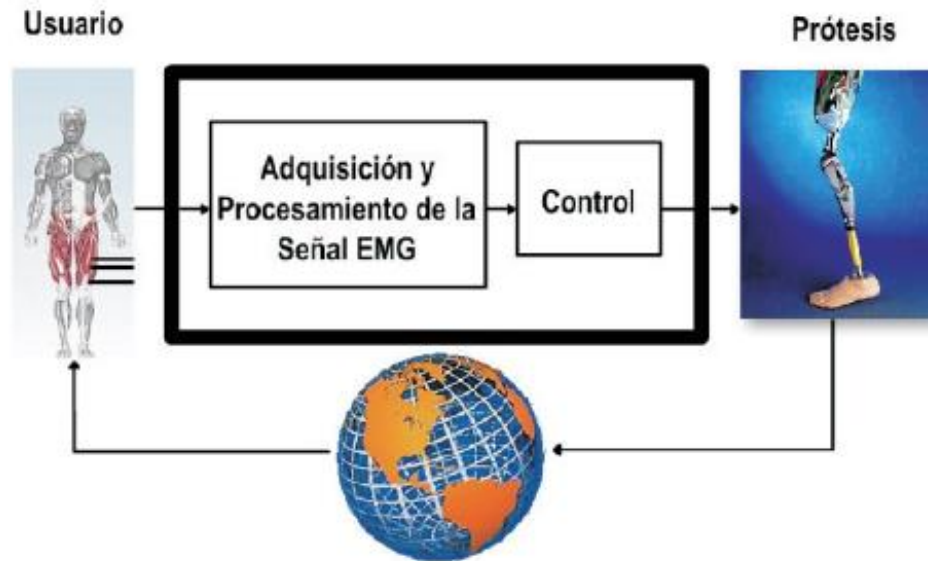 Usuario
Prótesis
Adquisición y
Procesamiento de la
Señal EMG
Control